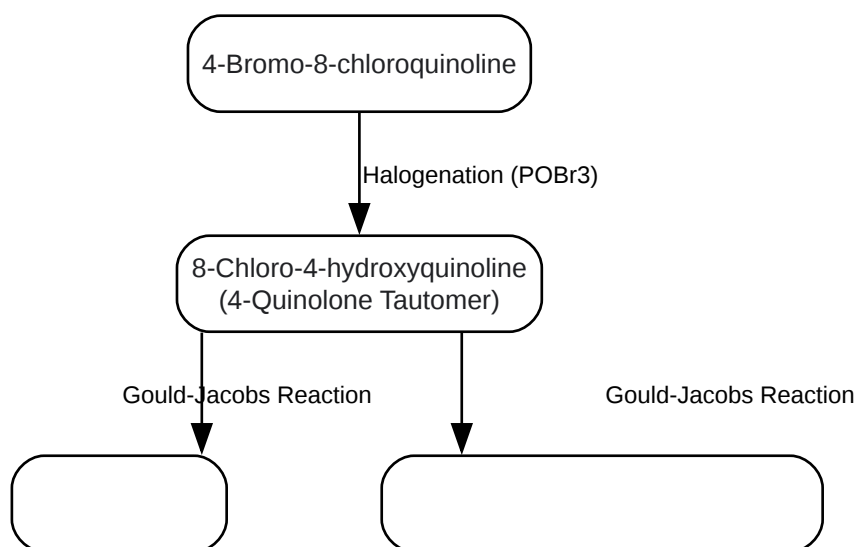 4-Bromo-8-chloroquinoline
Halogenation (POBr3)
8-Chloro-4-hydroxyquinoline
(4-Quinolone Tautomer)
Gould-Jacobs Reaction
Gould-Jacobs Reaction